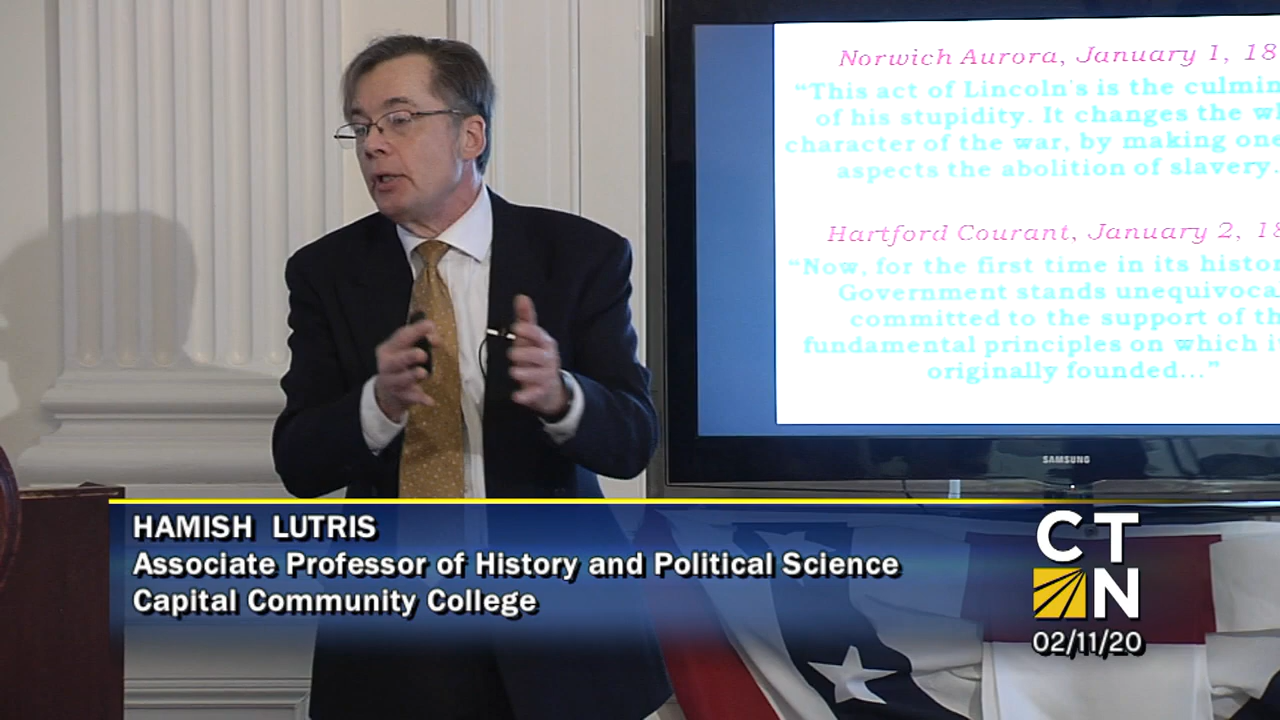 Norwich Aurora, January 1, 18
“This act of Lincoln's is the culmin
of his stupidity. It changes the w
character of the war, by making one
aspects the abolition of slavery.
Hartford Courant, January 2, 18
“Now, for the first time in its histor
Government stands unequivoca
committed to the support of th
fundamental principles on which i
originally founded...”
SAMSUNG
HAMISH LUTRIS
Associate Professor of History and Political Science
Capital Community College
CT
N
02/11/20